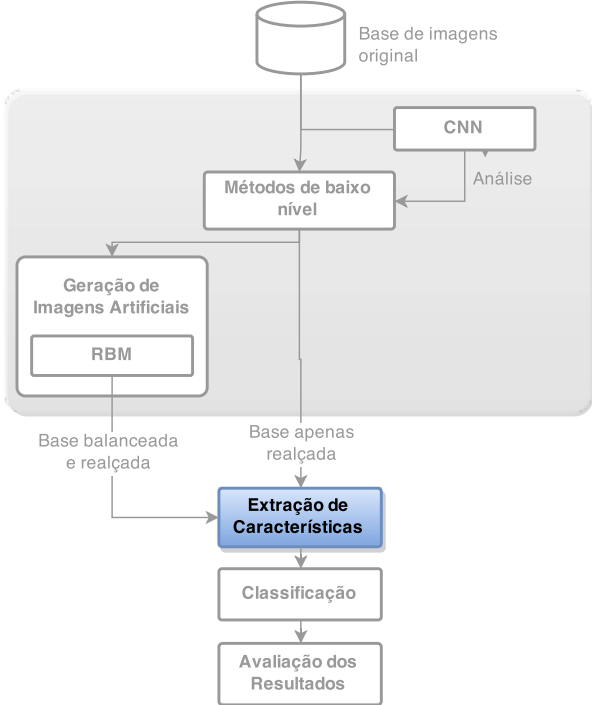 Base de imagens
original
CNN
Análise
Métodos de baixo
nível
Geração de
Imagens Artificiais
RBM
Base balanceada
e realçada
Base apenas
realçada
Extração de
Características
Classificação
Avaliação dos
Resultados